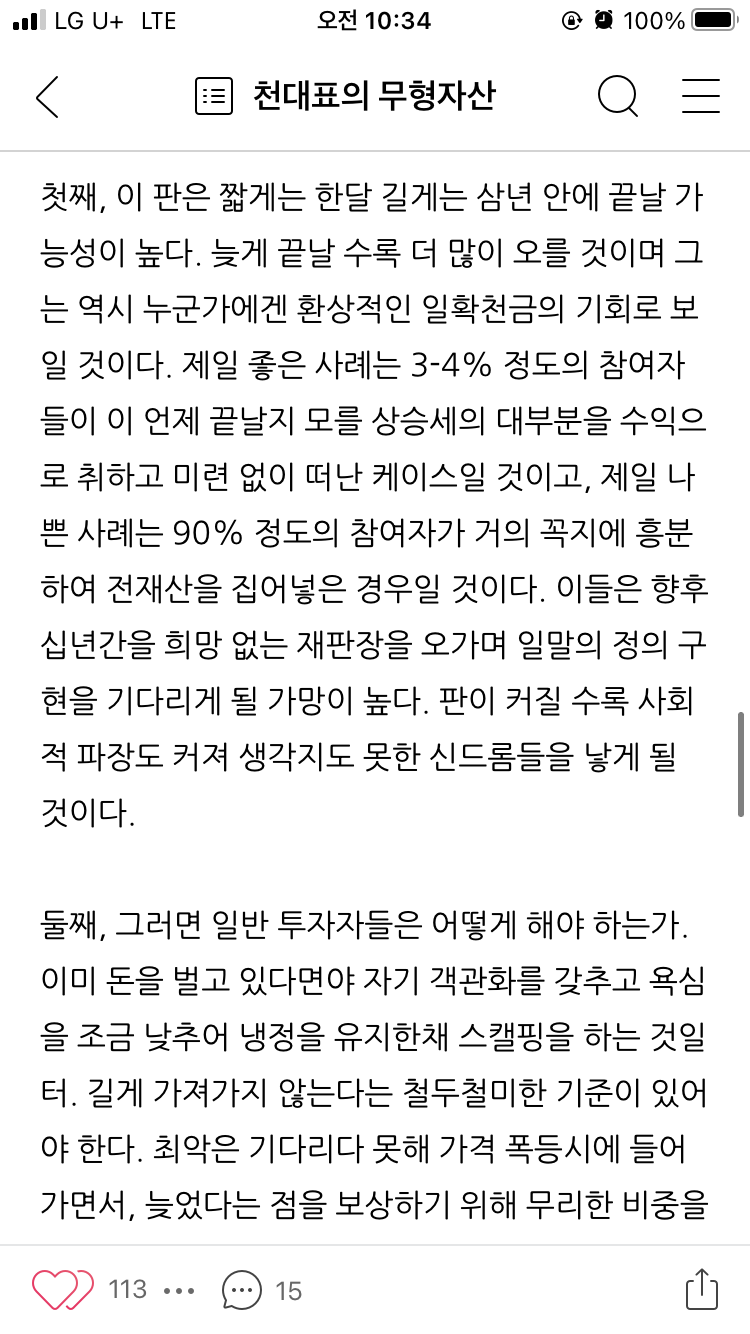 LG U+ LTE 오전 10:34 100%
천대표의 무형자산
첫째, 이 판은 짧게는 한달 길게는 삼년 안에 끝날 가
능성이 높다. 늦게 끝날 수록 더 많이 오를 것이며 그
는 역시 누군가에겐 환상적인 일확천금의 기회로 보
일 것이다. 제일 좋은 사례는 3-4% 정도의 참여자
들이 이 언제 끝날지 모를 상승세의 대부분을 수익으
로 취하고 미련 없이 떠난 케이스일 것이고, 제일 나
쁜 사례는 90% 정도의 참여자가 거의 꼭지에 흥분
하여 전재산을 집어넣은 경우일 것이다. 이들은 향후
십년간을 희망 없는 재판장을 오가며 일말의 정의 구
현을 기다리게 될 가망이 높다. 판이 커질 수록 사회
적 파장도 커져 생각지도 못한 신드롬들을 낳게 될
것이다.
둘째, 그러면 일반 투자자들은 어떻게 해야 하는가.
이미 돈을 벌고 있다면야 자기 객관화를 갖추고 욕심
을 조금 낮추어 냉정을 유지한채 스캘핑을 하는 것일
터. 길게 가져가지 않는다는 철두철미한 기준이 있어
야 한다. 최악은 기다리다 못해 가격 폭등시에 들어
가면서, 늦었다는 점을 보상하기 위해 무리한 비중을
113 15